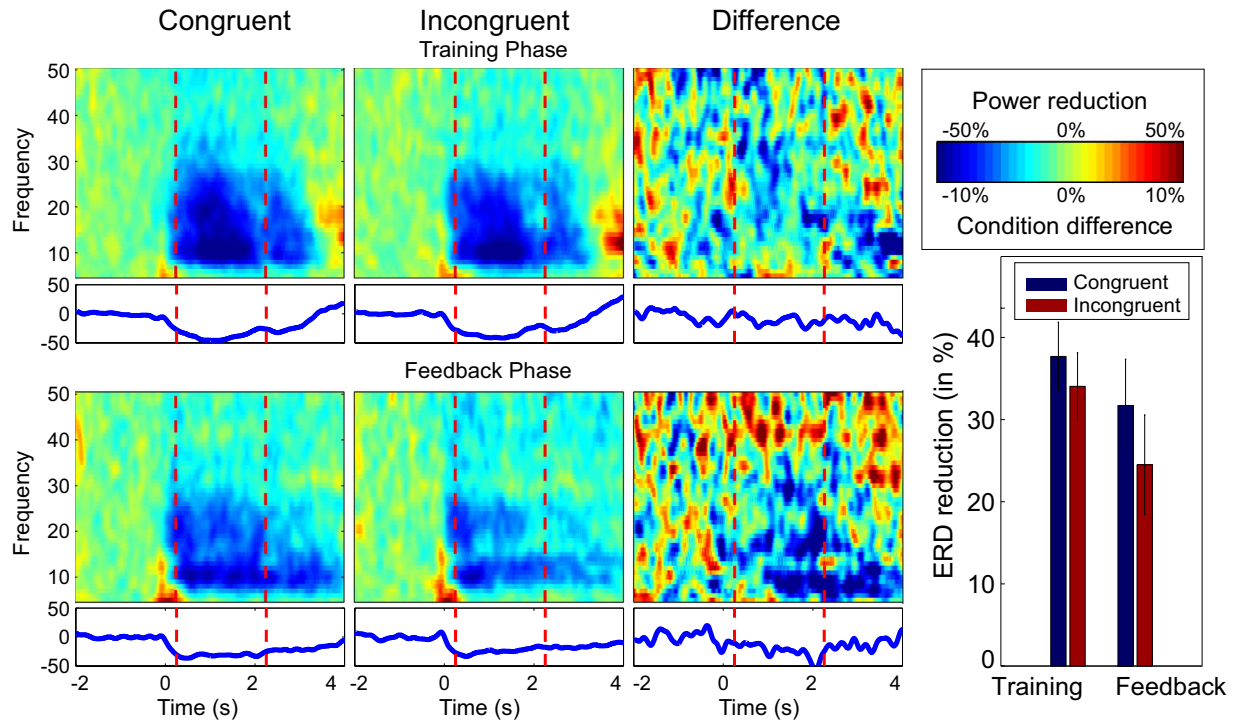 Congruent Incongruent Difference
Training Phase
Frequency
50
40
30
20
10
50
0
-50
Feedback Phase
Frequency
50
40
30
20
10
50
0
-50
-2 0 2 4
-2 0 2 4
-2 0 2 4
Time (s) Time (s) Time (s)
Power reduction
-50% 0% 50%
-10% 0% 10%
Condition difference
Congruent
Incongruent
ERD reduction (in %)
40
30
20
10
0
Training Feedback